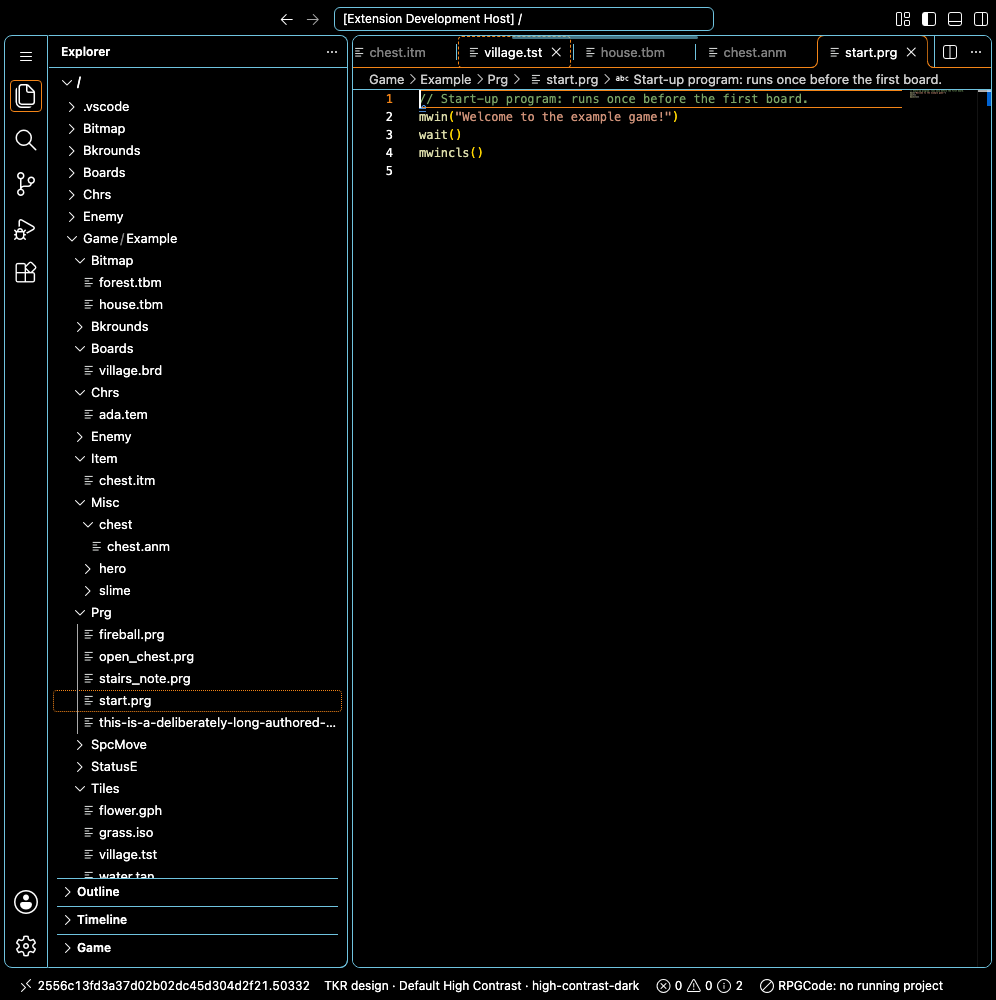 [Extension Development Host] /
Explorer
/
.vscode
Bitmap
Bkrounds
Boards
Chrs
Enemy
Game / Example
Bitmap
forest.tbm
house.tbm
Bkrounds
Boards
village.brd
Chrs
ada.tem
Enemy
Item
chest.itm
Misc
chest
chest.anm
hero
slime
Prg
fireball.prg
open_chest.prg
stairs_note.prg
start.prg
this-is-a-deliberately-long-authored-...
SpcMove
StatusE
Tiles
flower.gph
grass.iso
village.tst
water.tan
Outline
Timeline
Game
chest.itm village.tst house.tbm chest.anm start.prg
Game Example Prg start.prg abc Start-up program: runs once before the first board.
1 // Start-up program: runs once before the first board.
2 mwin("Welcome to the example game!")
3 wait()
4 mwincls()
5
2556c13fd3a37d02b02dc45d304d2f21.50332 TKR design · Default High Contrast · high-contrast-dark 0 0 2 RPGCode: no running project